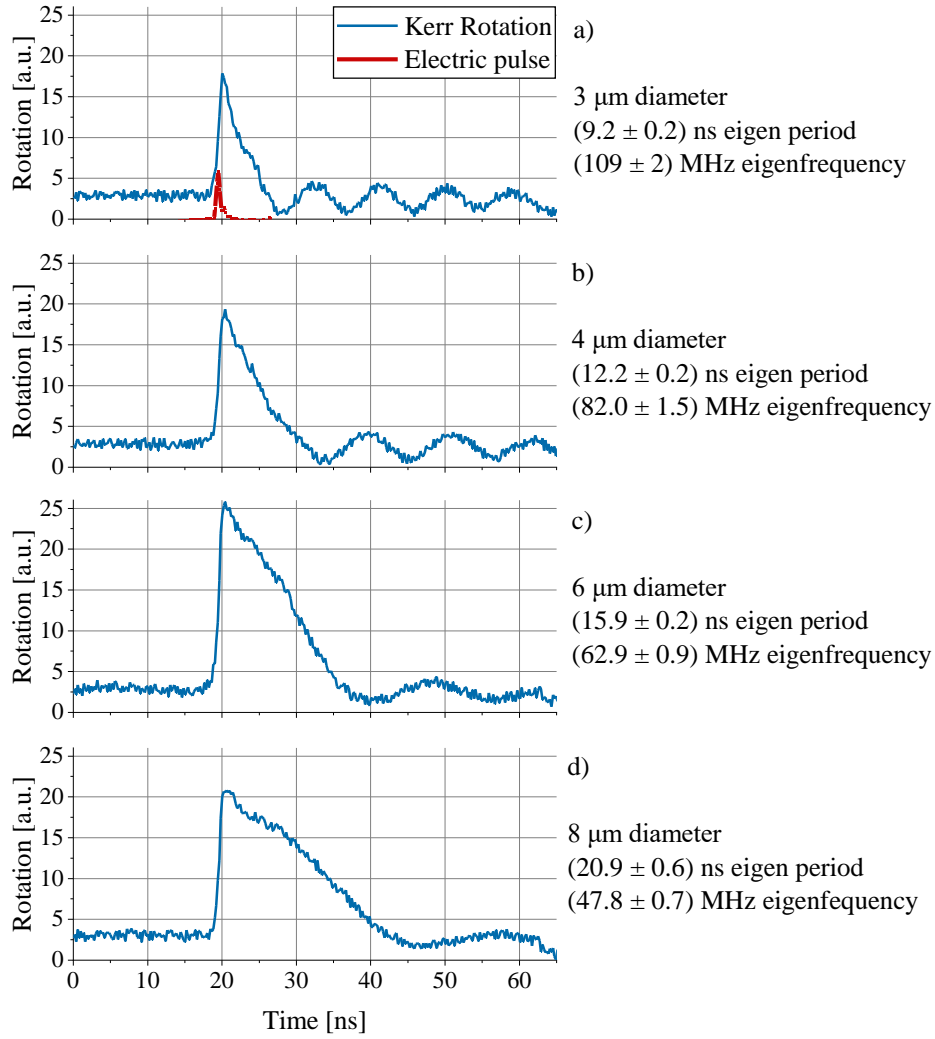 Kerr Rotation
Electric pulse
Rotation [a.u.]
25
20
15
10
5
0
a)
3 μm diameter
(9.2 ± 0.2) ns eigen period
(109 ± 2) MHz eigenfrequency
Rotation [a.u.]
25
20
15
10
5
0
b)
4 μm diameter
(12.2 ± 0.2) ns eigen period
(82.0 ± 1.5) MHz eigenfrequency
Rotation [a.u.]
25
20
15
10
5
0
c)
6 μm diameter
(15.9 ± 0.2) ns eigen period
(62.9 ± 0.9) MHz eigenfrequency
Rotation [a.u.]
25
20
15
10
5
0
d)
8 μm diameter
(20.9 ± 0.6) ns eigen period
(47.8 ± 0.7) MHz eigenfequency
0 10 20 30 40 50 60
Time [ns]